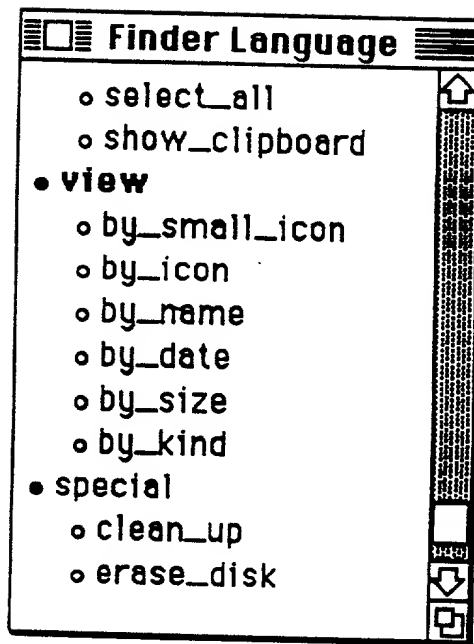 Finder Language
select_all
show_clipboard
view
by_small_icon
by_icon
by_name
by_date
by_size
by_kind
special
clean_up
erase_disk